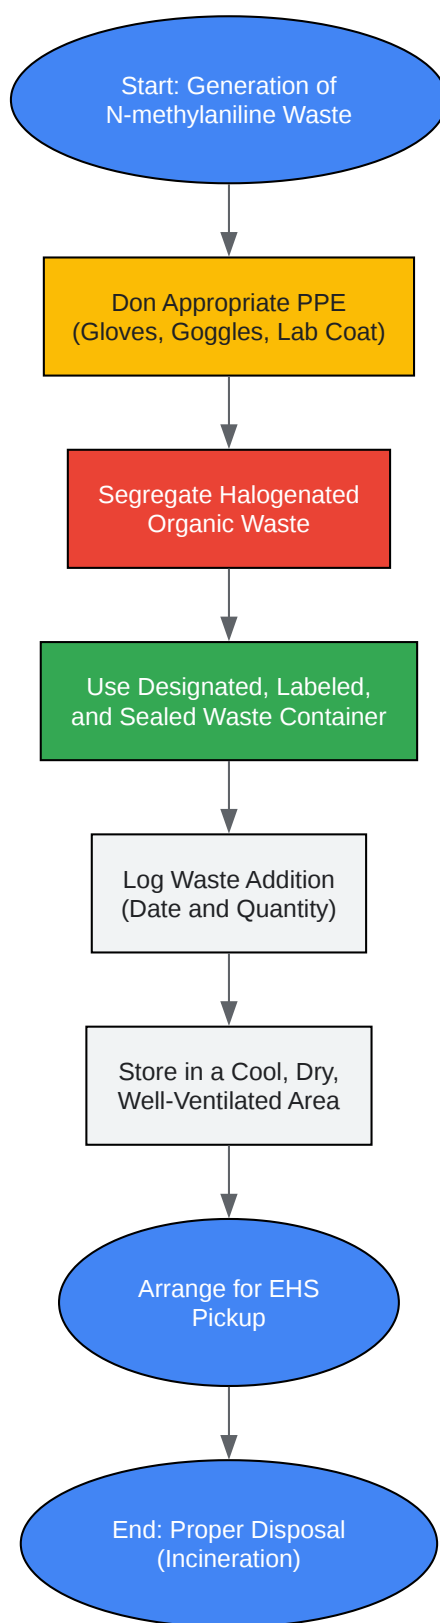 Start: Generation of
N-methylaniline Waste
Don Appropriate PPE
(Gloves, Goggles, Lab Coat)
Segregate Halogenated
Organic Waste
Use Designated, Labeled,
and Sealed Waste Container
Log Waste Addition
(Date and Quantity)
Store in a Cool, Dry,
Well-Ventilated Area
Arrange for EHS
Pickup
End: Proper Disposal
(Incineration)